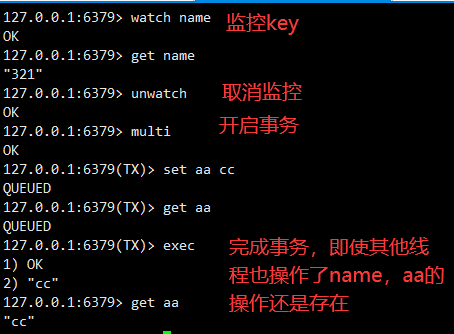 127.0.0.1:6379> watch name 监控key
OK
127.0.0.1:6379> get name
"321"
127.0.0.1:6379> unwatch 取消监控
OK
127.0.0.1:6379> multi 开启事务
OK
127.0.0.1:6379(TX)> set aa cc
QUEUED
127.0.0.1:6379(TX)> get aa
QUEUED
127.0.0.1:6379(TX)> exec 完成事务，即使其他线
1) OK 程也操作了name，aa的
2) "cc" 操作还是存在
127.0.0.1:6379> get aa
"cc"